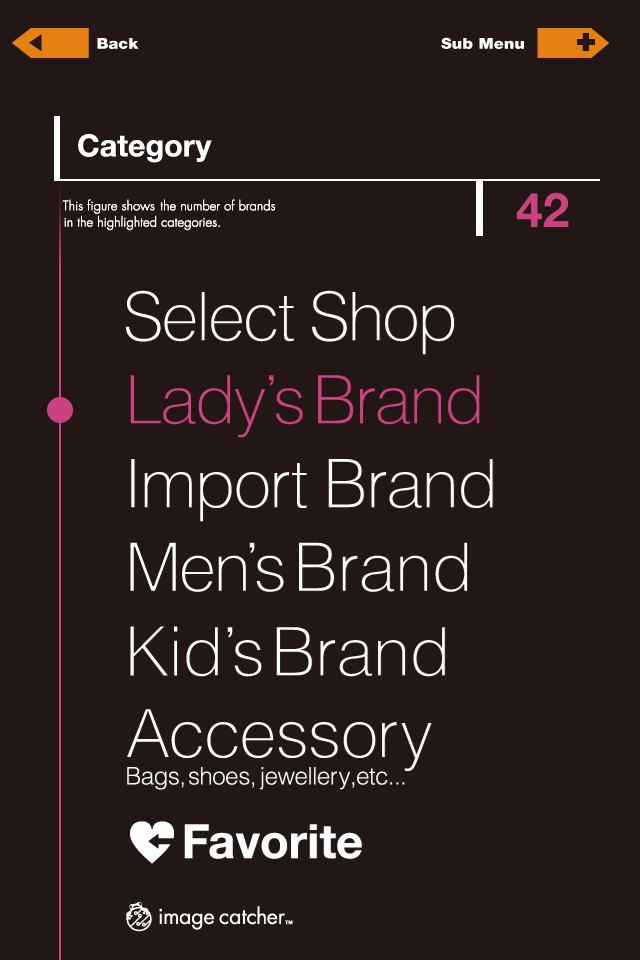 Back
Sub Menu
Category
This figure shows the number of brands
in the highlighted categories.
42
Select Shop
Lady's Brand
Import Brand
Men's Brand
Kid's Brand
Accessory
Bags, shoes, jewellery,etc...
Favorite
image catcher™